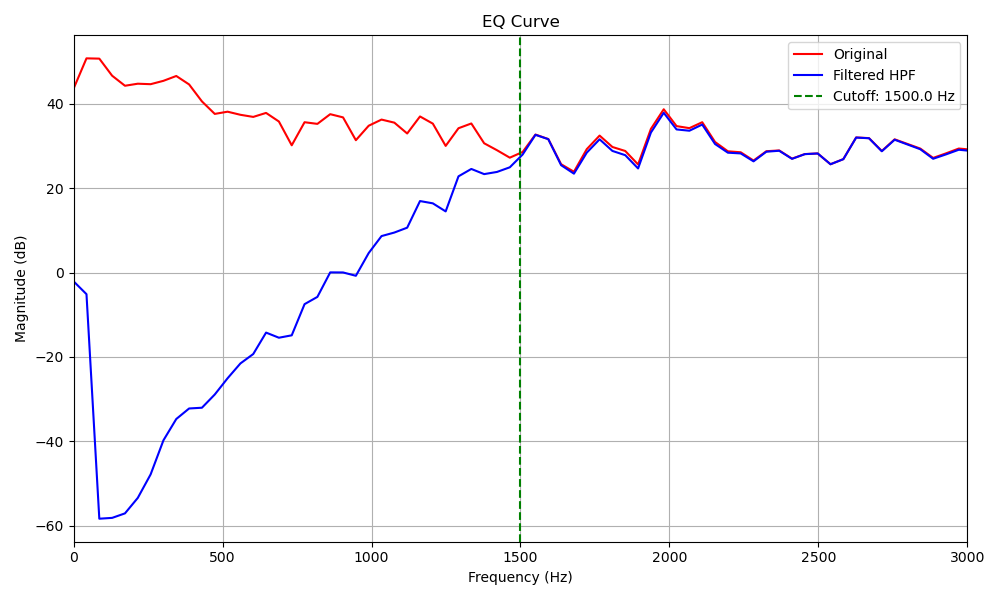 EQ Curve
Original
Filtered HPF
Cutoff: 1500.0 Hz
Magnitude (dB)
40
20
0
−20
−40
−60
0
500
1000
1500
2000
2500
3000
Frequency (Hz)